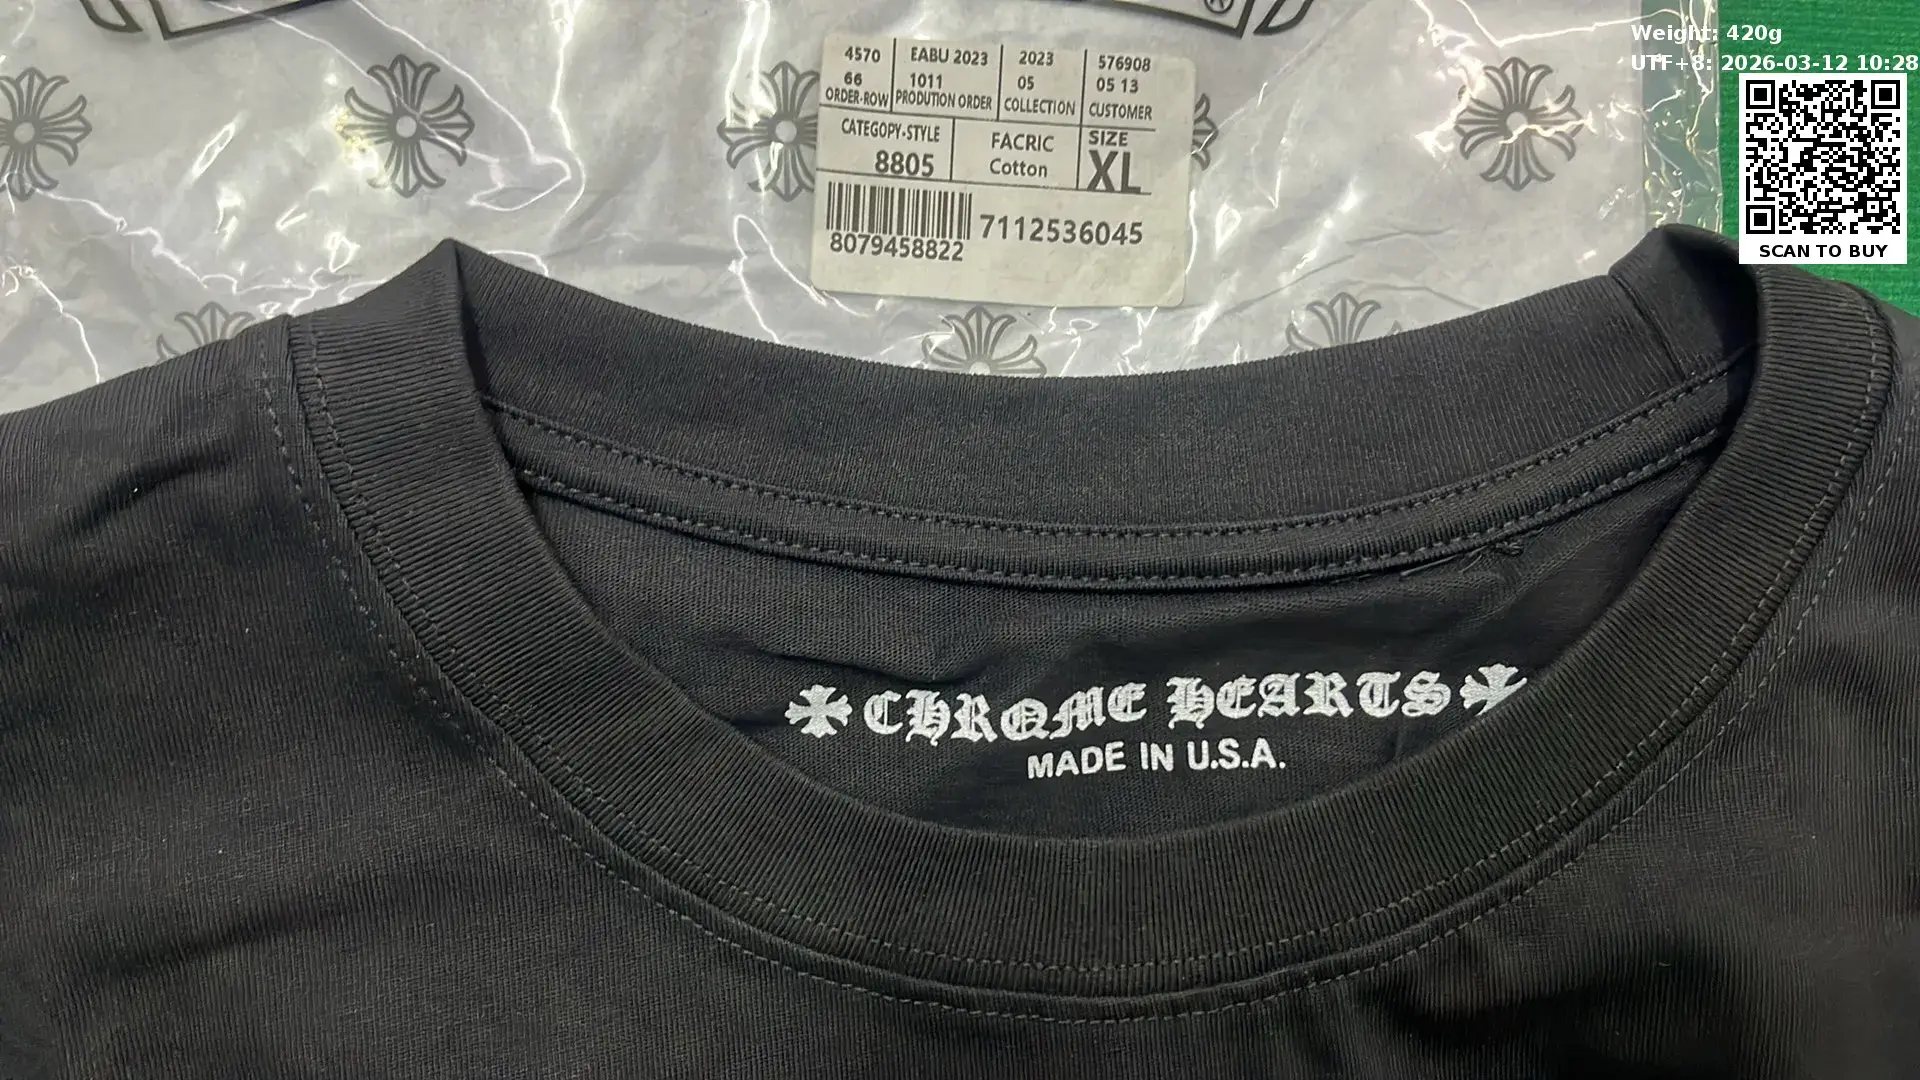 Weight: 420g
UTF+8: 2026-03-12 10:28
SCAN TO BUY
®
4570 EABU 2023 2023 576908
66 1011 05 05 13
ORDER-ROW PRODUTION ORDER COLLECTION CUSTOMER
CATEGOPY-STYLE FACRIC SIZE
8805 Cotton XL
7112536045
8079458822
CHROME HEARTS
MADE IN U.S.A.